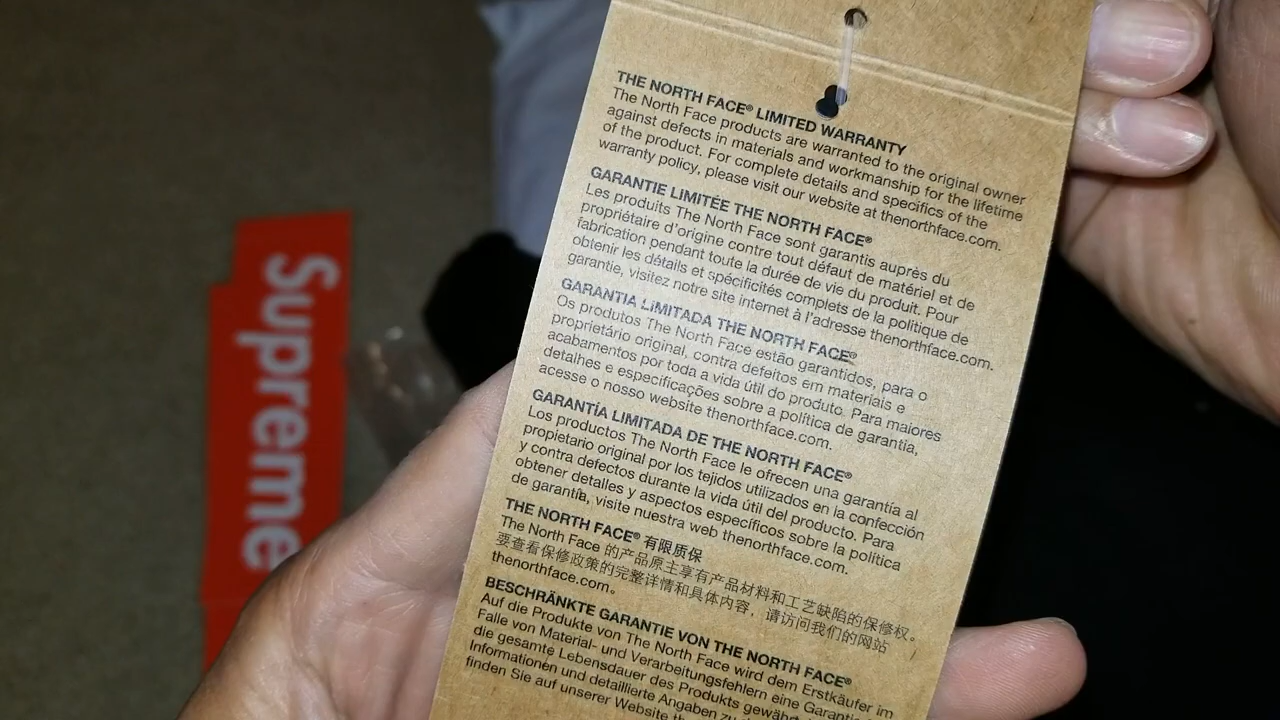 Supreme
THE NORTH FACE® LIMITED WARRANTY
The North Face products are warranted to the original owner
against defects in materials and workmanship for the lifetime
of the product. For complete details and specifics of the
warranty policy, please visit our website at thenorthface.com.
GARANTIE LIMITÉE THE NORTH FACE®
Les produits The North Face sont garantis auprès du
propriétaire d'origine contre tout défaut de matériel et de
fabrication pendant toute la durée de vie du produit. Pour
obtenir les détails et spécificités complets de la politique de
garantie, visitez notre site internet à l'adresse thenorthface.com.
GARANTIA LIMITADA THE NORTH FACE®
Os produtos The North Face estão garantidos, para o
proprietário original, contra defeitos em materiais e
acabamentos por toda a vida útil do produto. Para maiores
detalhes e especificações sobre a política de garantia,
acesse o nosso website thenorthface.com.
GARANTÍA LIMITADA DE THE NORTH FACE®
Los productos The North Face le ofrecen una garantía al
propietario original por los tejidos utilizados en la confección
y contra defectos durante la vida útil del producto. Para
obtener detalles y aspectos específicos sobre la política
de garantía, visite nuestra web thenorthface.com.
THE NORTH FACE® 有限质保
The North Face 的产品原主享有产品材料和工艺缺陷的保修权。
要查看保修政策的完整详情和具体内容，请访问我们的网站
thenorthface.com。
BESCHRÄNKTE GARANTIE VON THE NORTH FACE®
Auf die Produkte von The North Face wird dem Erstkäufer im
Falle von Material- und Verarbeitungsfehlern eine Garantie
die gesamte Lebensdauer des Produkts
Informationen und detaillierte Angaben
finden Sie auf unserer Website